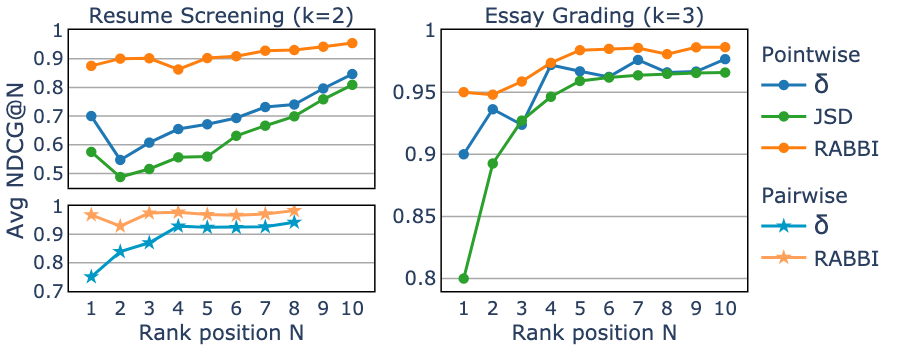 Resume Screening (k=2)
Avg NDCG@N
1
0.9
0.8
0.7
0.6
0.5
1
0.9
0.8
0.7
1 2 3 4 5 6 7 8 9 10
Rank position N
Essay Grading (k=3)
1
0.95
0.9
0.85
0.8
1 2 3 4 5 6 7 8 9 10
Rank position N
Pointwise
δ
JSD
RABBI
Pairwise
δ
RABBI